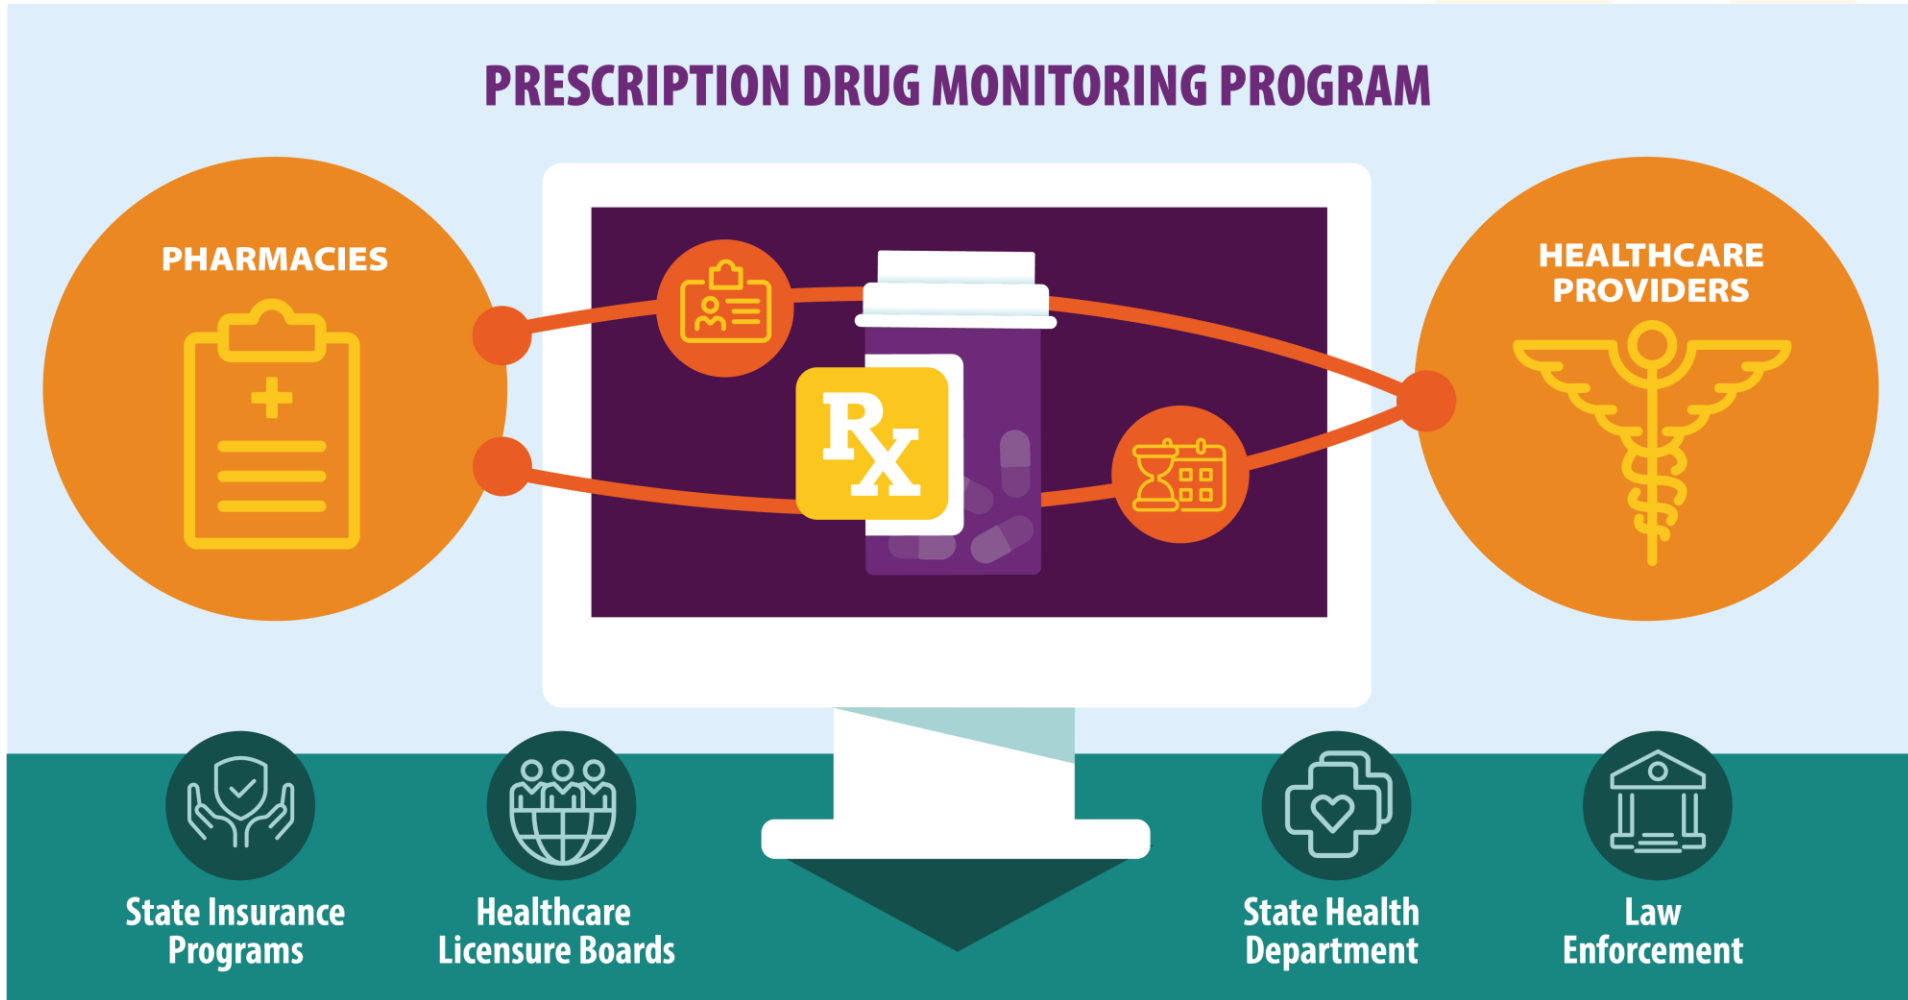 PRESCRIPTION DRUG MONITORING PROGRAM
PHARMACIES
HEALTHCARE
PROVIDERS
Rx
State Insurance
Programs
Healthcare
Licensure Boards
State Health
Department
Law
Enforcement